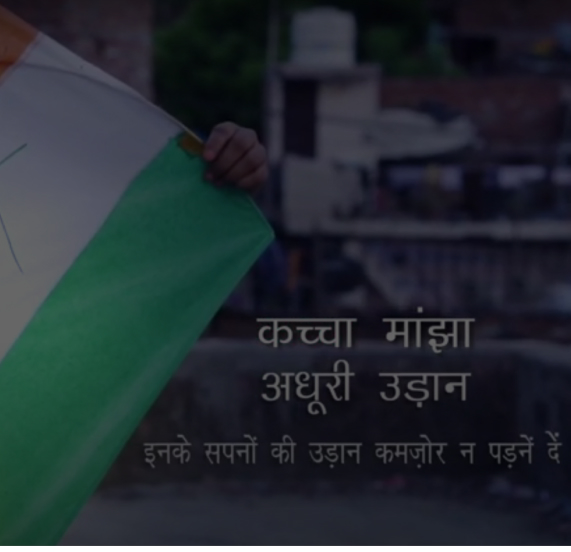 कच्चा मांझा
अधूरी उड़ान
इनके सपनों की उड़ान कमज़ोर न पड़नें दें